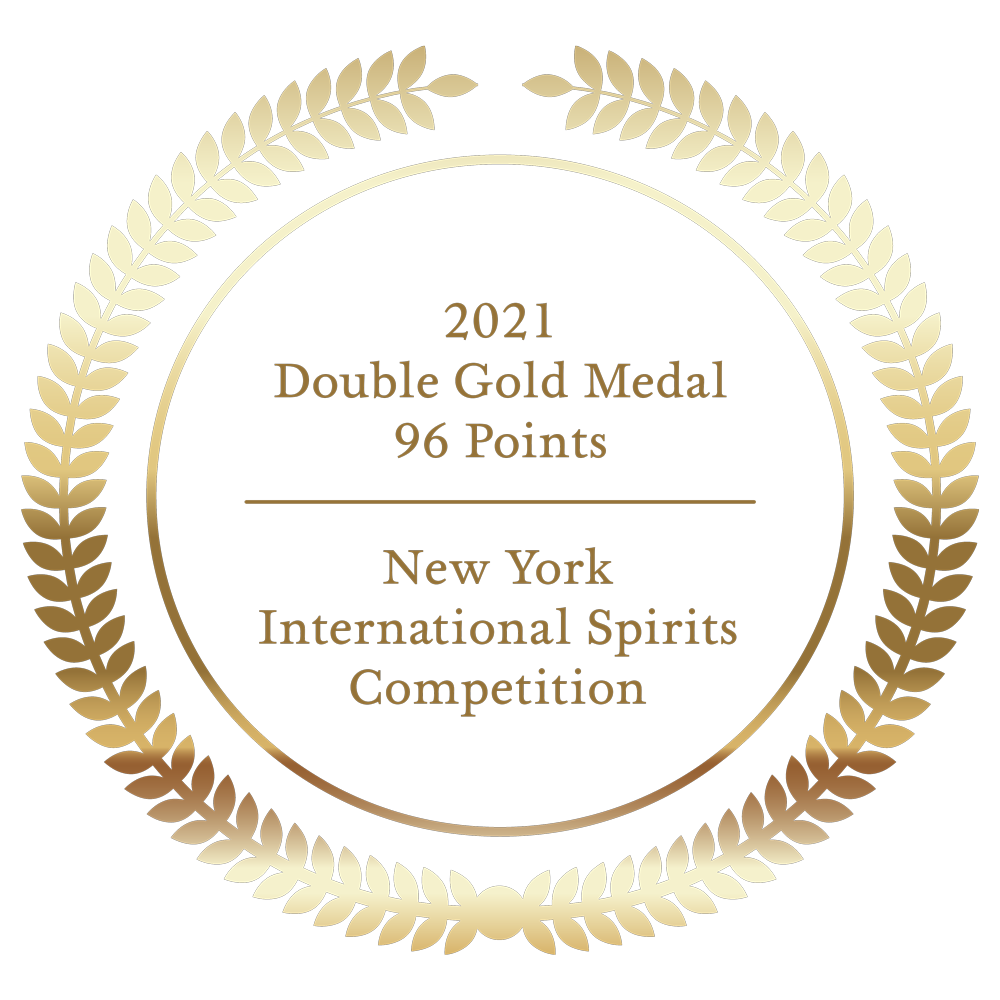 2021
Double Gold Medal
96 Points
New York
International Spirits
Competition